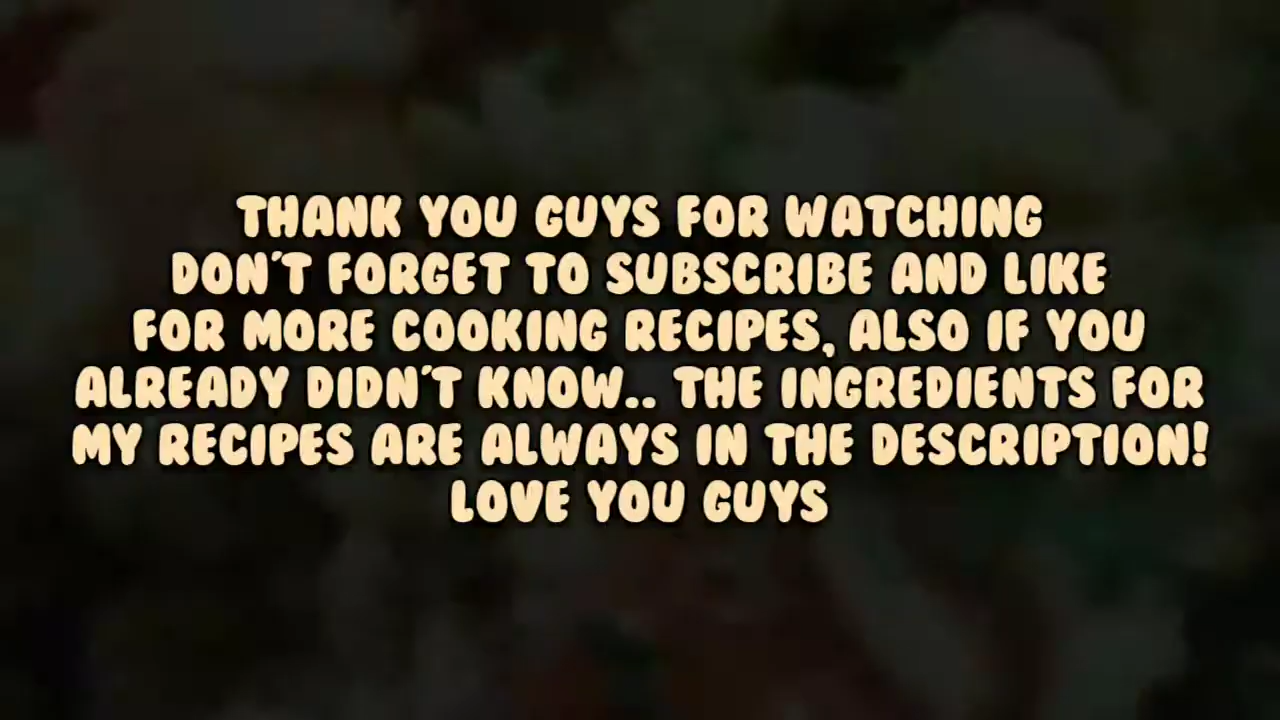 THANK YOU GUYS FOR WATCHING
DON'T FORGET TO SUBSCRIBE AND LIKE
FOR MORE COOKING RECIPES, ALSO IF YOU
ALREADY DIDN'T KNOW.. THE INGREDIENTS FOR
MY RECIPES ARE ALWAYS IN THE DESCRIPTION!
LOVE YOU GUYS